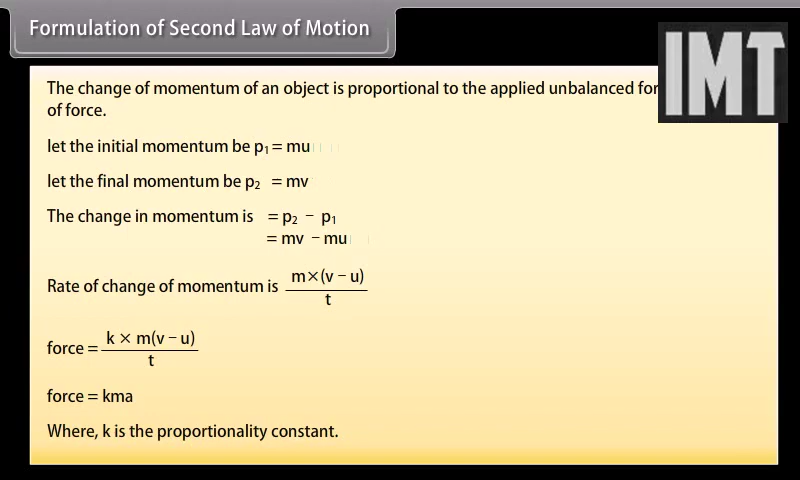 Formulation of Second Law of Motion
IMT
The change of momentum of an object is proportional to the applied unbalanced
of force.
let the initial momentum be p₁ = mu
let the final momentum be p₂ = mv
The change in momentum is = p₂ − p₁
= mv − mu
Rate of change of momentum is m×(v − u)
t
force = k × m(v − u)
t
force = kma
Where, k is the proportionality constant.